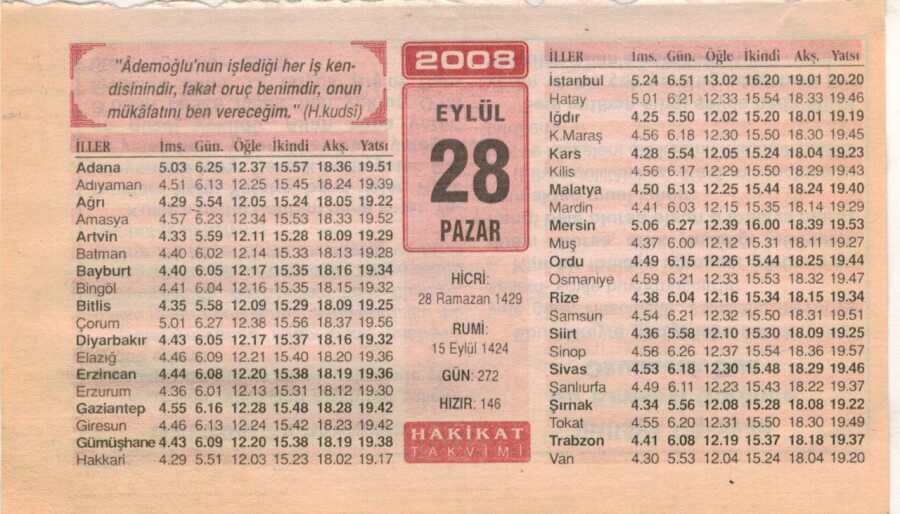 "Âdemoğlu'nun işlediği her iş ken-
disinindir, fakat oruç benimdir, onun
mükâfatını ben vereceğim." (H.kudsî)
İLLER İms. Gün. Öğle İkindi Akş. Yatsı
Adana 5.03 6.25 12.37 15.57 18.36 19.51
Adıyaman 4.51 6.13 12.25 15.45 18.24 19.39
Ağrı 4.29 5.54 12.05 15.24 18.05 19.22
Amasya 4.57 6.23 12.34 15.53 18.33 19.52
Artvin 4.33 5.59 12.11 15.28 18.09 19.29
Batman 4.40 6.02 12.14 15.33 18.13 19.28
Bayburt 4.40 6.05 12.17 15.35 18.16 19.34
Bingöl 4.41 6.04 12.16 15.35 18.15 19.32
Bitlis 4.35 5.58 12.09 15.29 18.09 19.25
Çorum 5.01 6.27 12.38 15.56 18.37 19.56
Diyarbakır 4.43 6.05 12.17 15.37 18.16 19.32
Elazığ 4.46 6.09 12.21 15.40 18.20 19.36
Erzincan 4.44 6.08 12.20 15.38 18.19 19.36
Erzurum 4.36 6.01 12.13 15.31 18.12 19.30
Gaziantep 4.55 6.16 12.28 15.48 18.28 19.42
Giresun 4.46 6.13 12.24 15.42 18.23 19.42
Gümüşhane 4.43 6.09 12.20 15.38 18.19 19.38
Hakkari 4.29 5.51 12.03 15.23 18.02 19.17
2008
EYLÜL
28
PAZAR
HİCRİ:
28 Ramazan 1429
RUMİ:
15 Eylül 1424
GÜN: 272
HIZIR: 146
HAKİKAT
TAKVİMİ
İLLER İms. Gün. Öğle İkindi Akş. Yatsı
İstanbul 5.24 6.51 13.02 16.20 19.01 20.20
Hatay 5.01 6.21 12.33 15.54 18.33 19.46
Iğdır 4.25 5.50 12.02 15.20 18.01 19.19
K.Maraş 4.56 6.18 12.30 15.50 18.30 19.45
Kars 4.28 5.54 12.05 15.24 18.04 19.23
Kilis 4.56 6.17 12.29 15.50 18.29 19.43
Malatya 4.50 6.13 12.25 15.44 18.24 19.40
Mardin 4.41 6.03 12.15 15.35 18.14 19.29
Mersin 5.06 6.27 12.39 16.00 18.39 19.53
Muş 4.37 6.00 12.12 15.31 18.11 19.27
Ordu 4.49 6.15 12.26 15.44 18.25 19.44
Osmaniye 4.59 6.21 12.33 15.53 18.32 19.47
Rize 4.38 6.04 12.16 15.34 18.15 19.34
Samsun 4.54 6.21 12.32 15.50 18.31 19.51
Siirt 4.36 5.58 12.10 15.30 18.09 19.25
Sinop 4.56 6.26 12.37 15.54 18.36 19.57
Sivas 4.53 6.18 12.30 15.48 18.29 19.46
Şanlıurfa 4.49 6.11 12.23 15.43 18.22 19.37
Şırnak 4.34 5.56 12.08 15.28 18.08 19.22
Tokat 4.55 6.20 12.31 15.50 18.30 19.49
Trabzon 4.41 6.08 12.19 15.37 18.18 19.37
Van 4.30 5.53 12.04 15.24 18.04 19.20